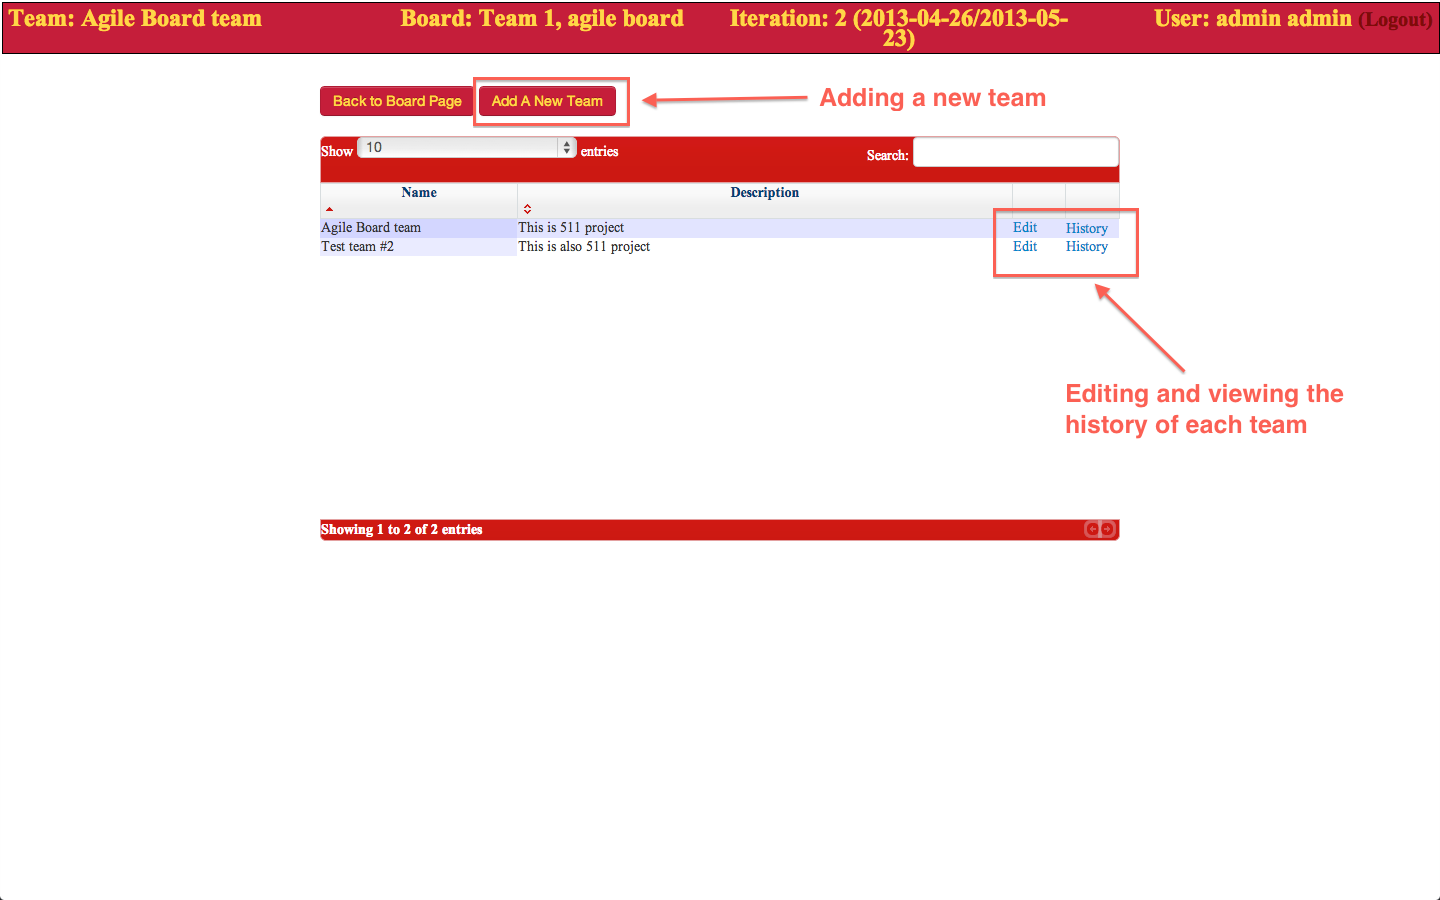 Team: Agile Board team
Board: Team 1, agile board
Iteration: 2 (2013-04-26/2013-05-
23)
User: admin admin (Logout)
Back to Board Page
Add A New Team
Adding a new team
Show 10 entries
Search:
Name
Description
Agile Board team
This is 511 project
Edit
History
Test team #2
This is also 511 project
Edit
History
Editing and viewing the
history of each team
Showing 1 to 2 of 2 entries